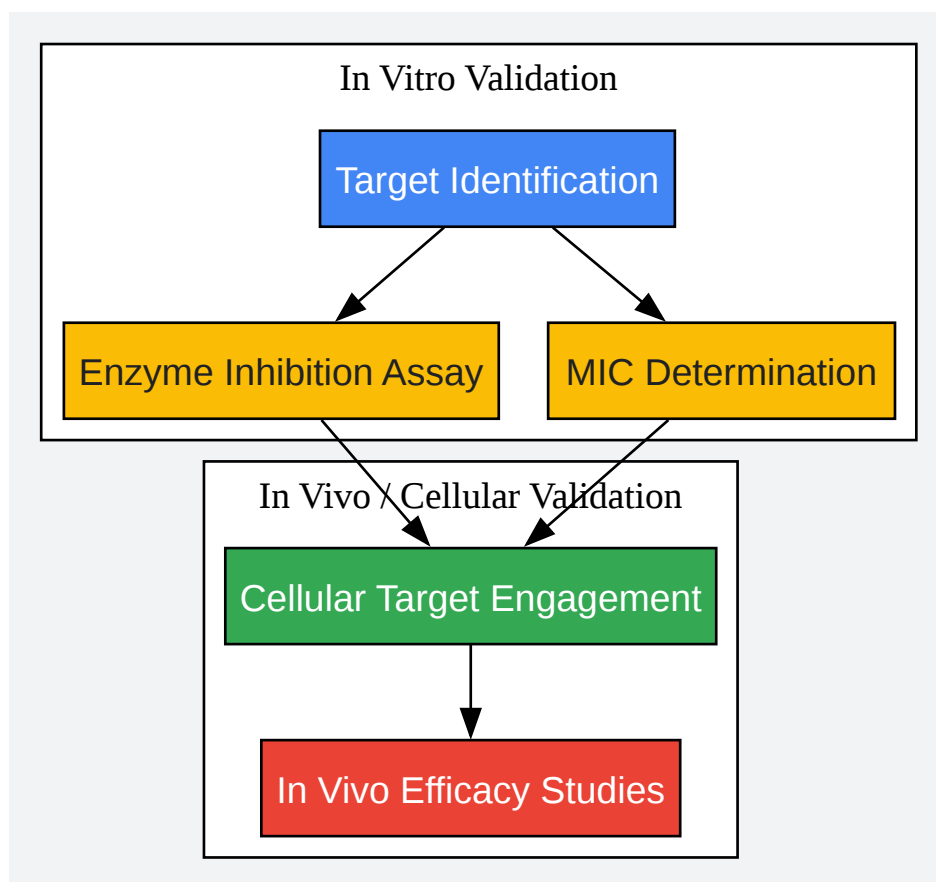 In Vitro Validation
Target Identification
Enzyme Inhibition Assay
MIC Determination
In Vivo / Cellular Validation
Cellular Target Engagement
In Vivo Efficacy Studies